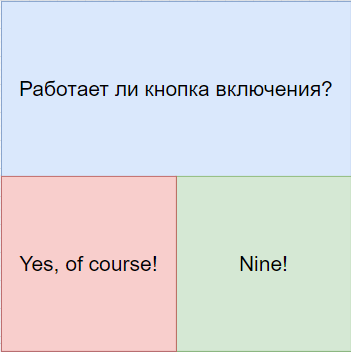 Работает ли кнопка включения?
Yes, of course!
Nine!